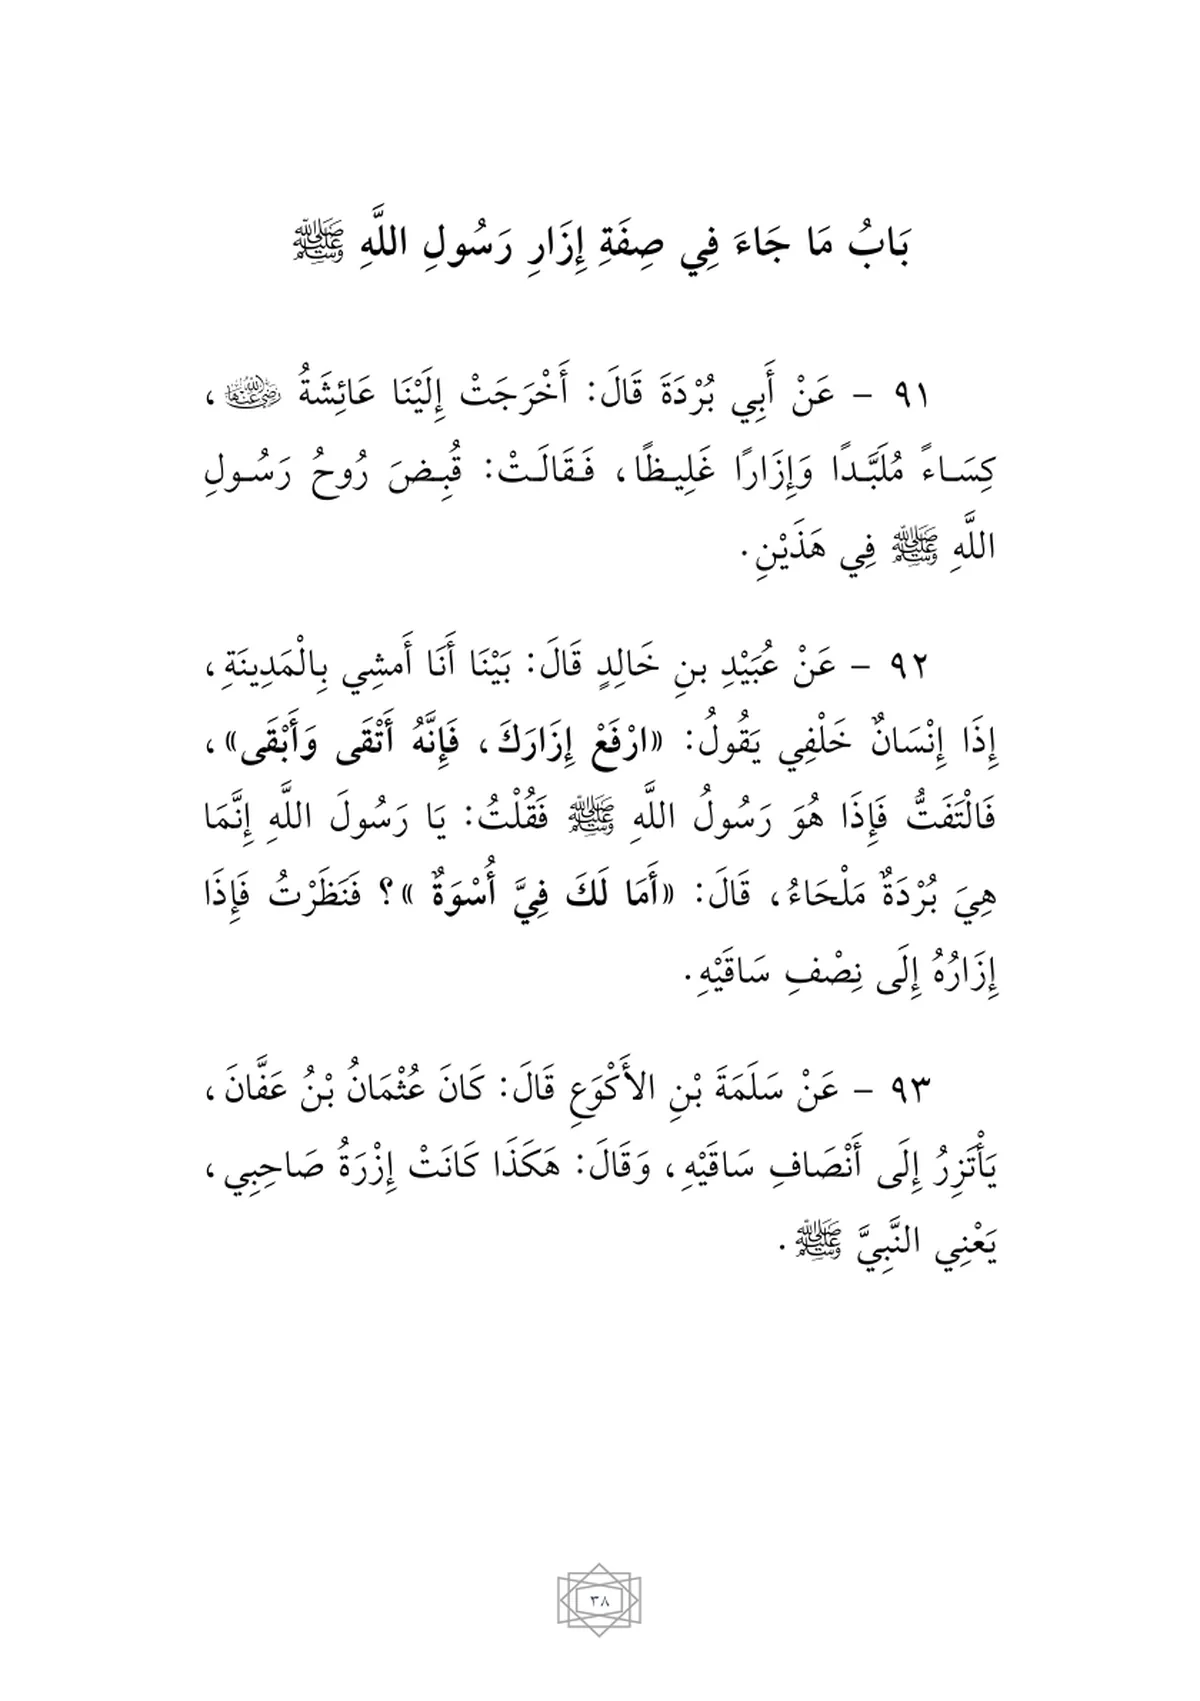 بَابُ مَا جَاءَ فِي صِفَةِ إِزَارِ رَسُولِ اللَّهِ ﷺ
٩١ – عَنْ أَبِي بُرْدَةَ قَالَ: أَخْرَجَتْ إِلَيْنَا عَائِشَةُ رضي الله عنها،
كِسَاءً مُلَبَّدًا وَإِزَارًا غَلِيظًا، فَقَالَتْ: قُبِضَ رُوحُ رَسُولِ
اللَّهِ ﷺ فِي هَذَيْنِ.
٩٢ – عَنْ عُبَيْدِ بنِ خَالِدٍ قَالَ: بَيْنَا أَنَا أَمشِي بِالْمَدِينَةِ،
إِذَا إِنْسَانٌ خَلْفِي يَقُولُ: «ارْفَعْ إِزَارَكَ، فَإِنَّهُ أَتْقَى وَأَبْقَى»،
فَالْتَفَتُّ فَإِذَا هُوَ رَسُولُ اللَّهِ ﷺ فَقُلْتُ: يَا رَسُولَ اللَّهِ إِنَّمَا
هِيَ بُرْدَةٌ مَلْحَاءُ، قَالَ: «أَمَا لَكَ فِيَّ أُسْوَةٌ »؟ فَنَظَرْتُ فَإِذَا
إِزَارُهُ إِلَى نِصْفِ سَاقَيْهِ.
٩٣ – عَنْ سَلَمَةَ بْنِ الأَكْوَعِ قَالَ: كَانَ عُثْمَانُ بْنُ عَفَّانَ،
يَأْتَزِرُ إِلَى أَنْصَافِ سَاقَيْهِ، وَقَالَ: هَكَذَا كَانَتْ إِزْرَةُ صَاحِبِي،
يَعْنِي النَّبِيَّ ﷺ.
٣٨